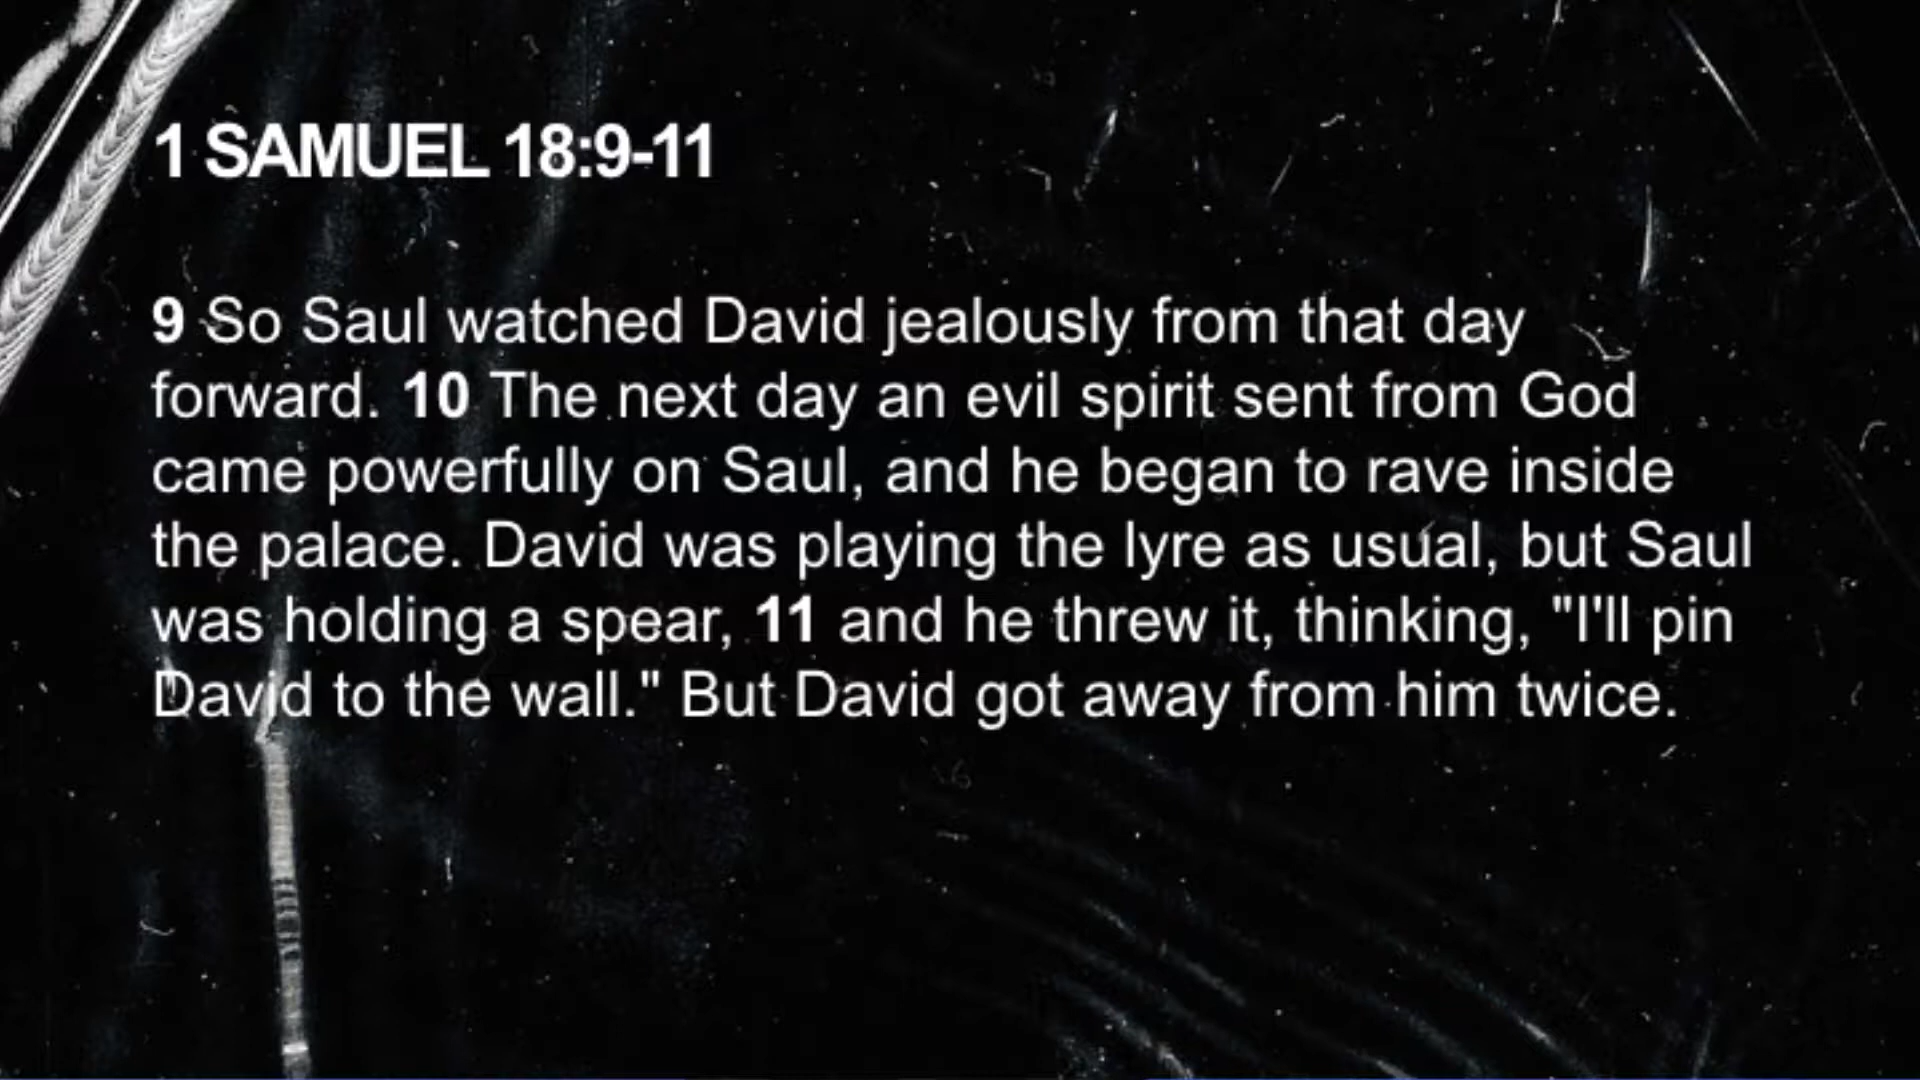 1 SAMUEL 18:9-11
9 So Saul watched David jealously from that day
forward. 10 The next day an evil spirit sent from God
came powerfully on Saul, and he began to rave inside
the palace. David was playing the lyre as usual, but Saul
was holding a spear, 11 and he threw it, thinking, "I'll pin
David to the wall." But David got away from him twice.